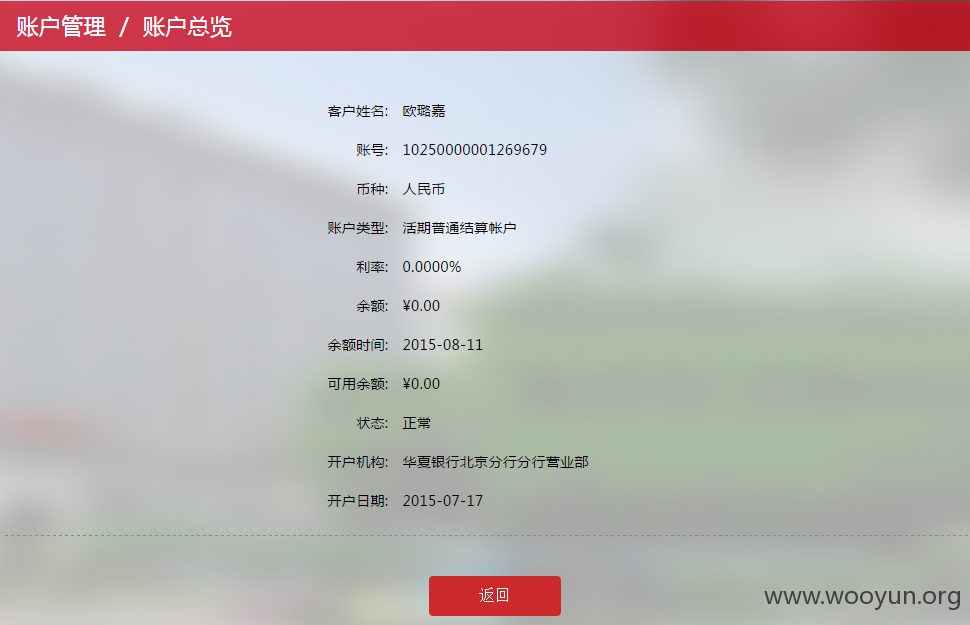 账户管理 / 账户总览
客户姓名: 欧璐嘉
账号: 10250000001269679
币种: 人民币
账户类型: 活期普通结算帐户
利率: 0.0000%
余额: ¥0.00
余额时间: 2015-08-11
可用余额: ¥0.00
状态: 正常
开户机构: 华夏银行北京分行分行营业部
开户日期: 2015-07-17
返回
www.wooyun.org